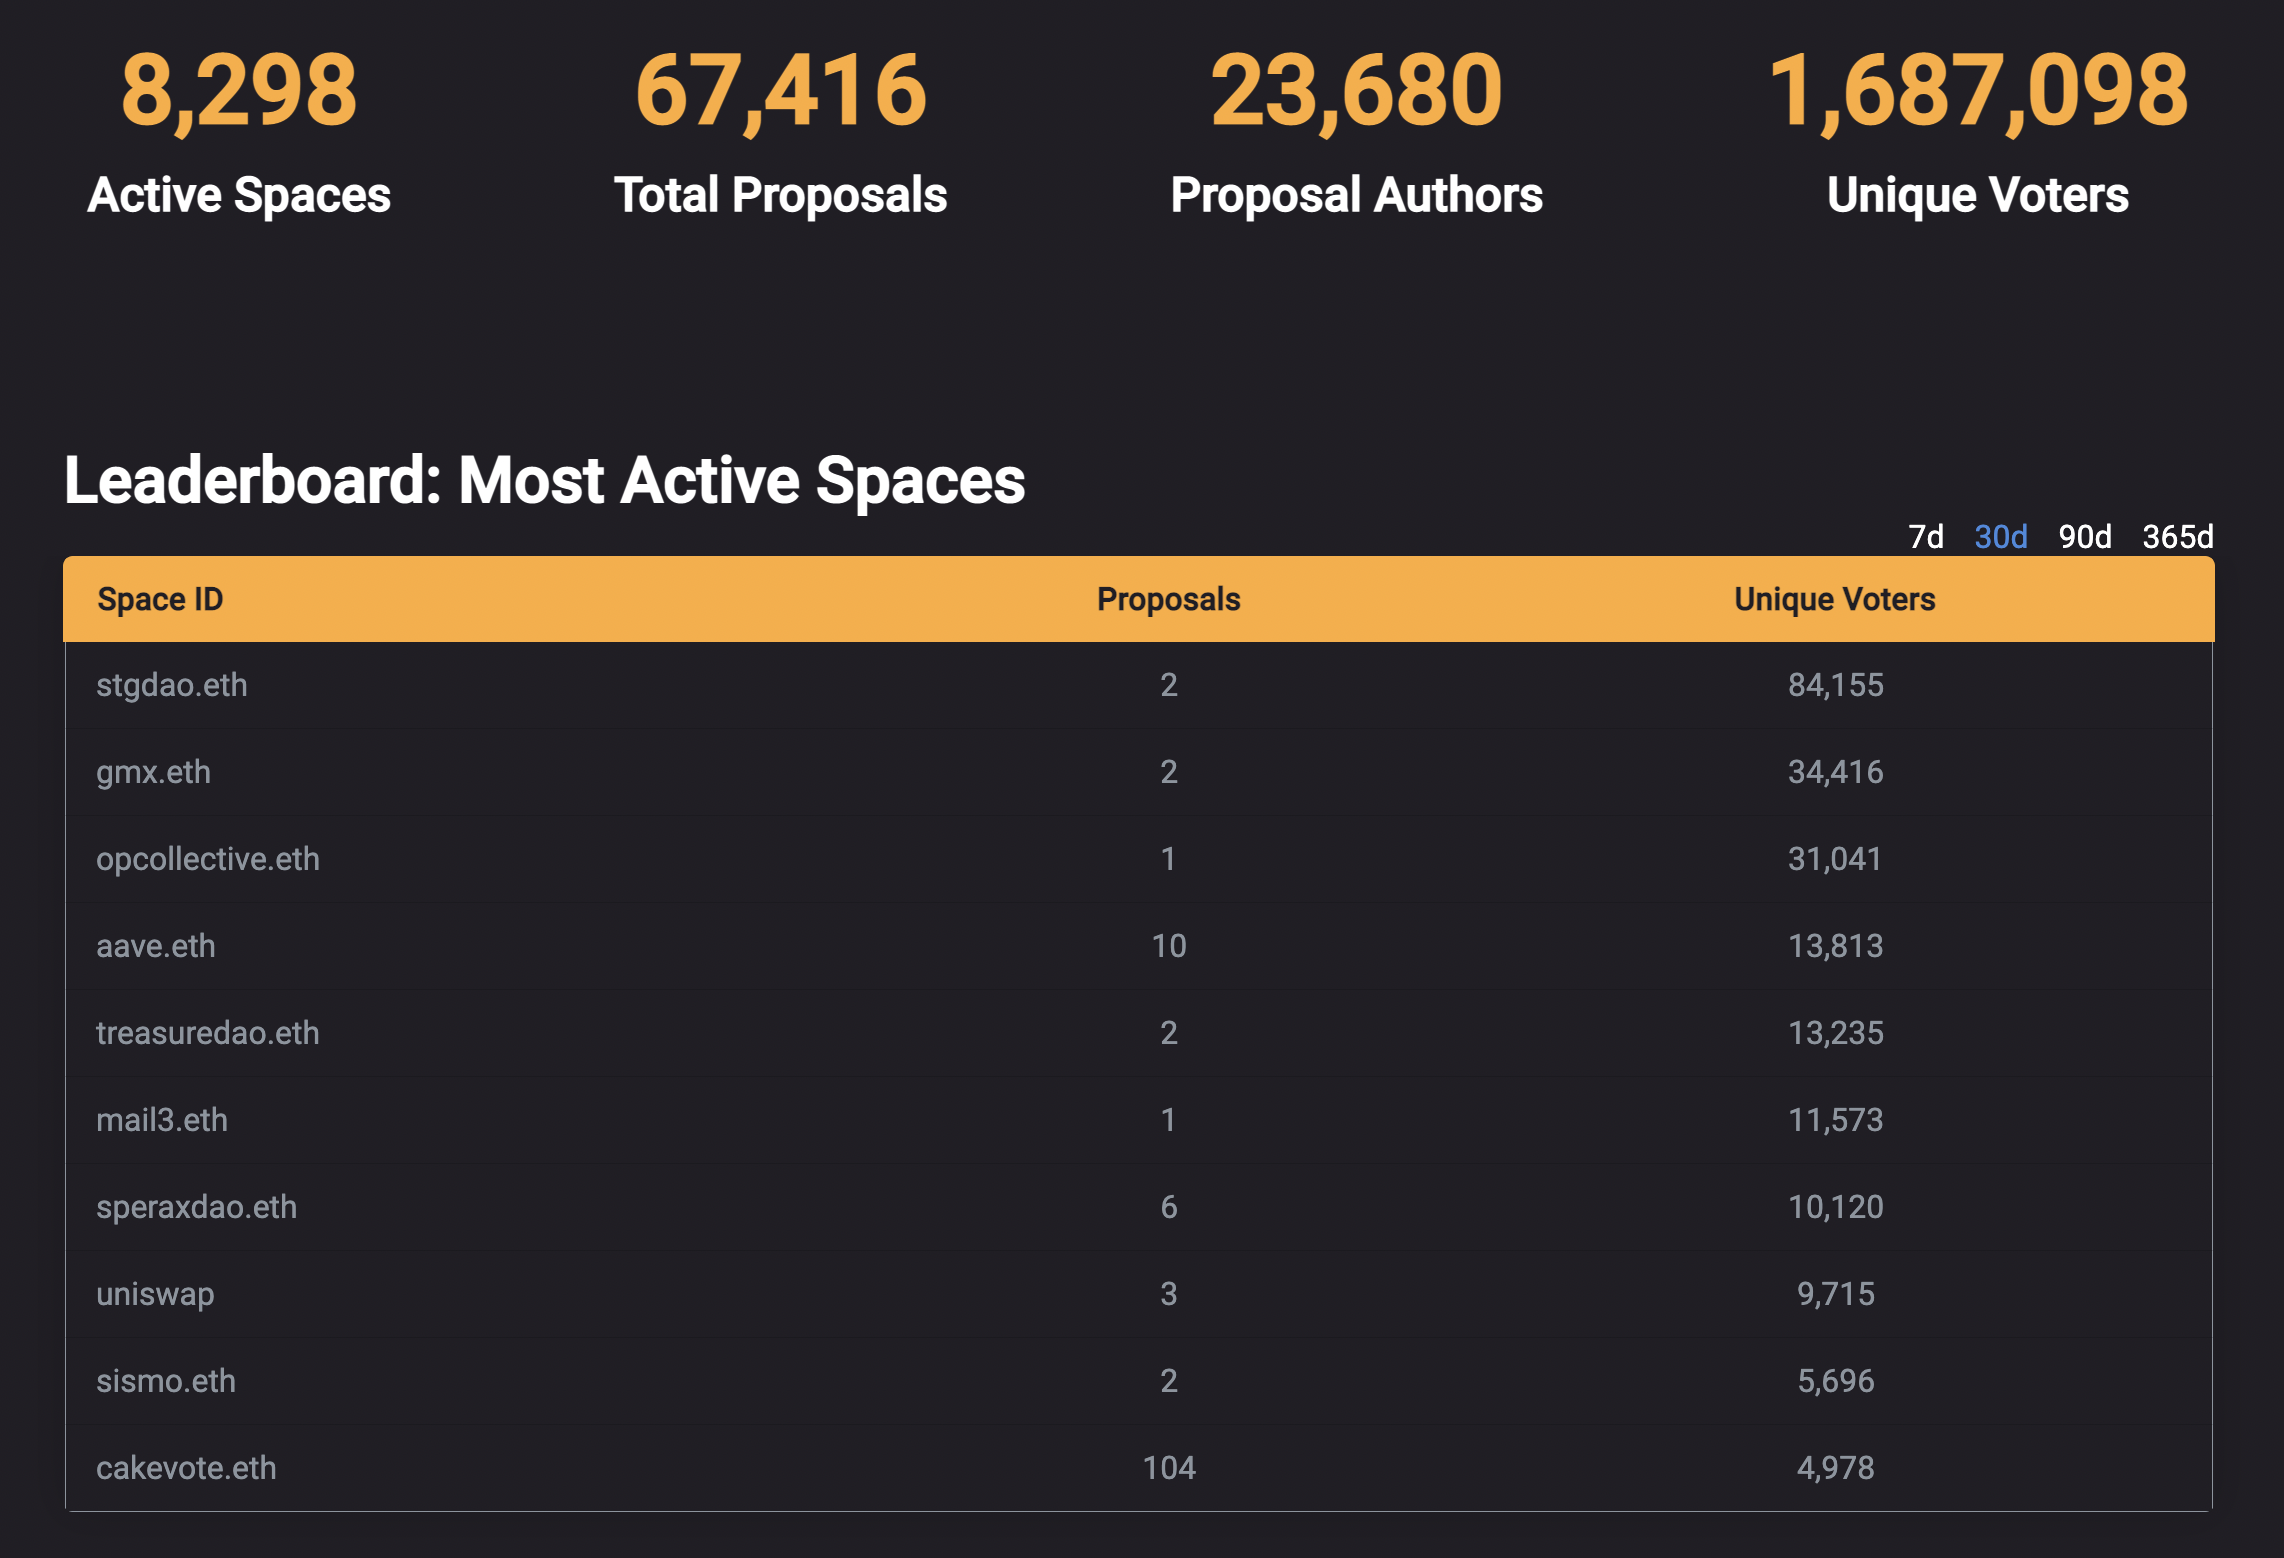 8,298 67,416 23,680 1,687,098
Active Spaces Total Proposals Proposal Authors Unique Voters
Leaderboard: Most Active Spaces
7d 30d 90d 365d
Space ID Proposals Unique Voters
stgdao.eth 2 84,155
gmx.eth 2 34,416
opcollective.eth 1 31,041
aave.eth 10 13,813
treasuredao.eth 2 13,235
mail3.eth 1 11,573
speraxdao.eth 6 10,120
uniswap 3 9,715
sismo.eth 2 5,696
cakevote.eth 104 4,978